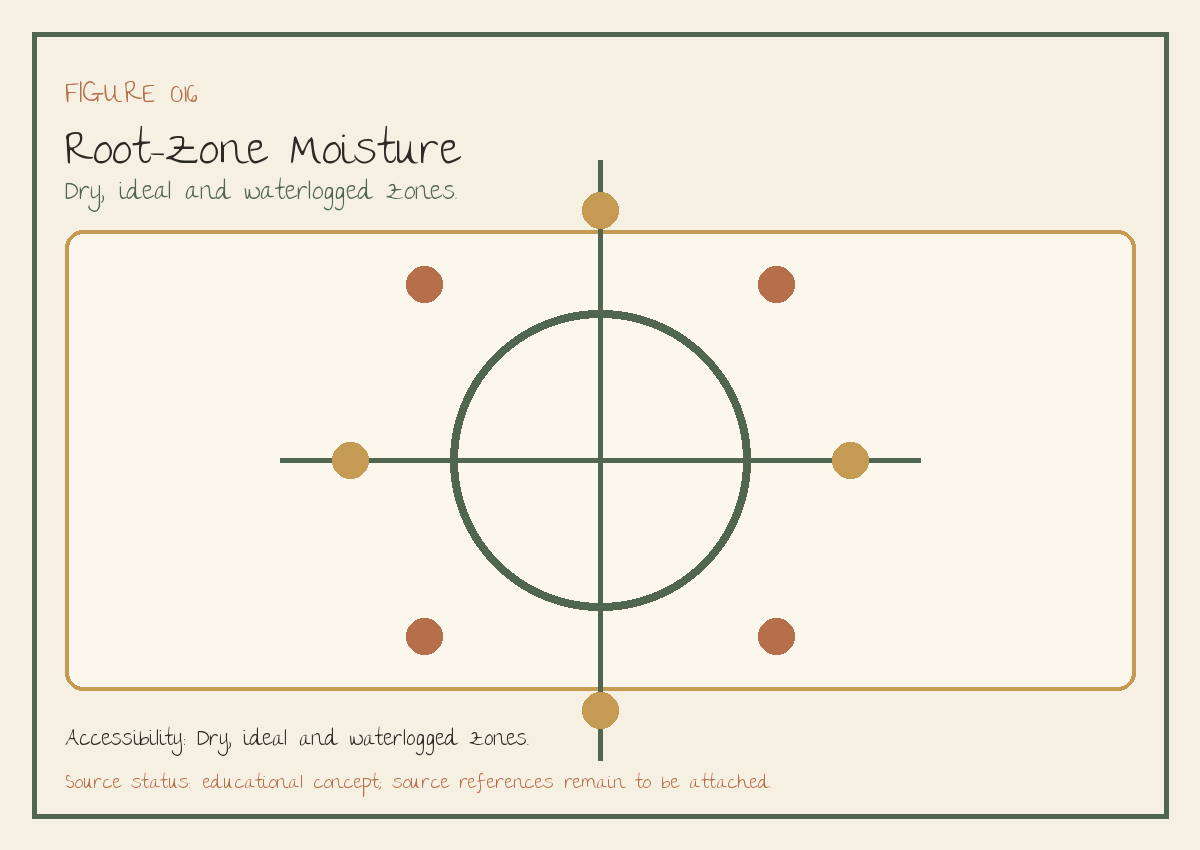 FIGURE 016
Root-Zone Moisture
Dry, ideal and waterlogged zones.
Accessibility: Dry, ideal and waterlogged zones.
Source status: educational concept; source references remain to be attached.